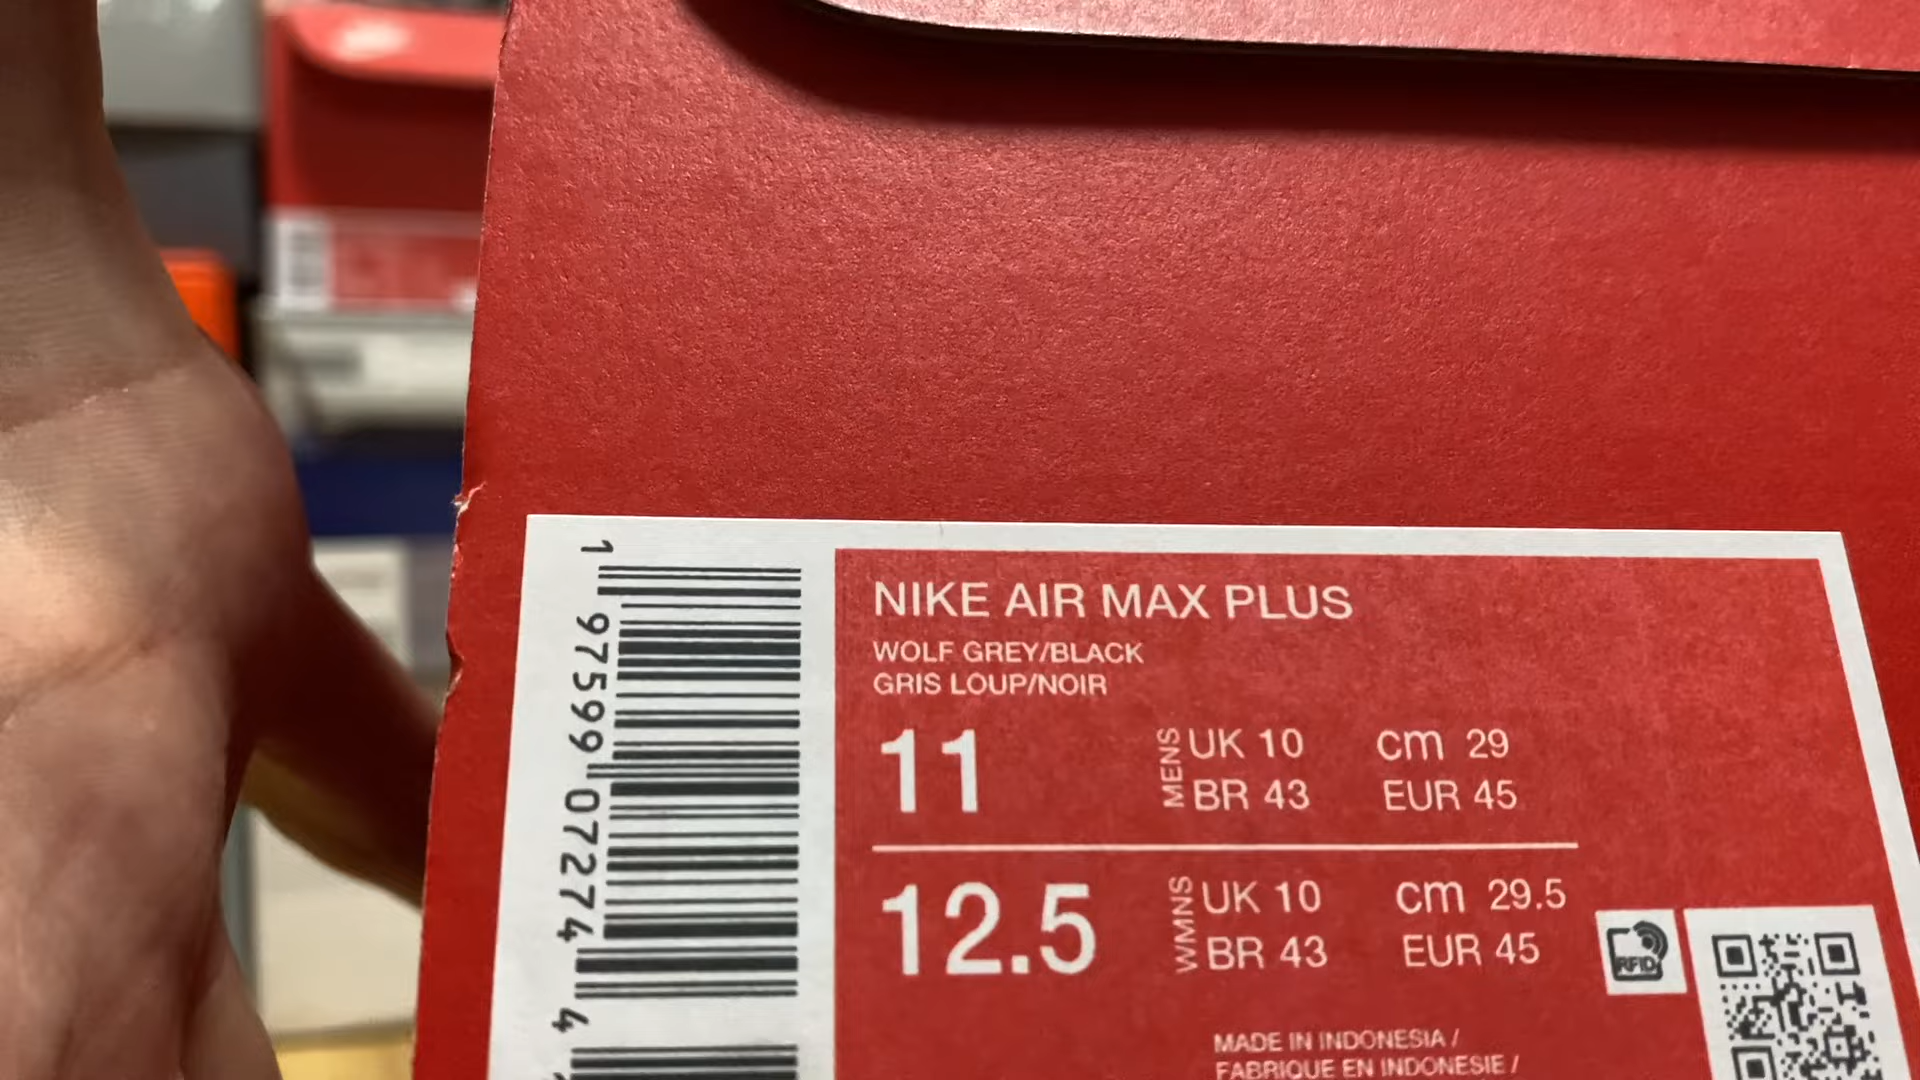 1 97599 07274 4
NIKE AIR MAX PLUS
WOLF GREY/BLACK
GRIS LOUP/NOIR
11
MENS
UK 10 cm 29
BR 43 EUR 45
12.5
WMNS
UK 10 cm 29.5
BR 43 EUR 45
RFID
MADE IN INDONESIA /
FABRIQUE EN INDONESIE /